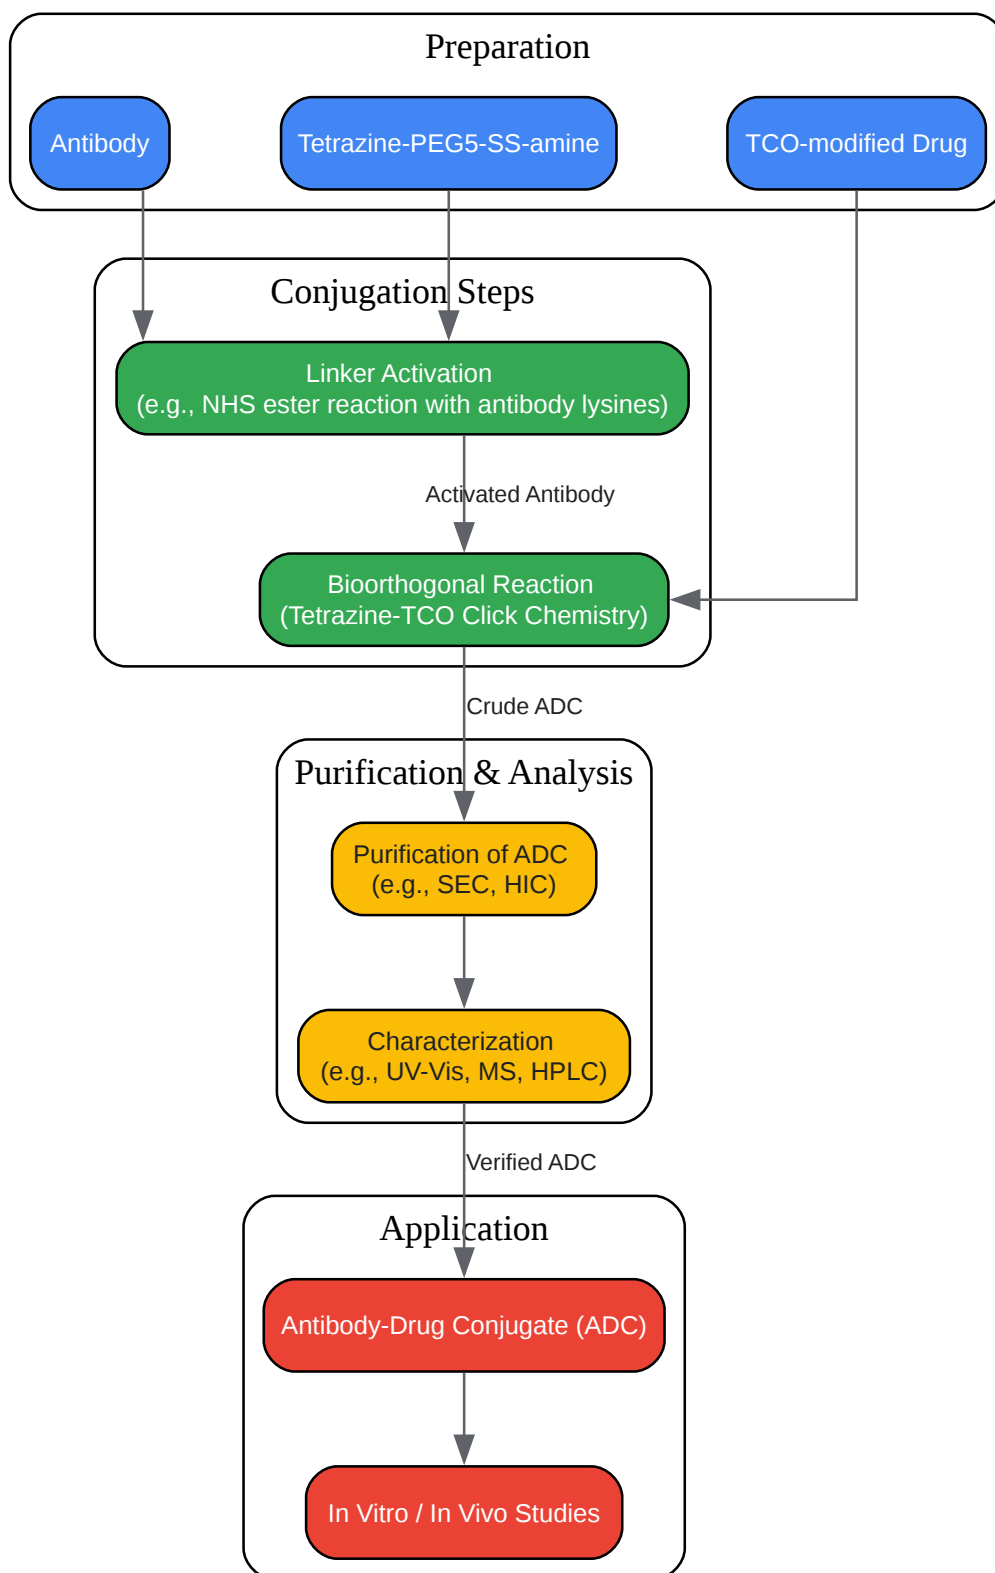 Preparation
Antibody
Tetrazine-PEG5-SS-amine
TCO-modified Drug
Conjugation Steps
Linker Activation
(e.g., NHS ester reaction with antibody lysines)
Activated Antibody
Bioorthogonal Reaction
(Tetrazine-TCO Click Chemistry)
Crude ADC
Purification & Analysis
Purification of ADC
(e.g., SEC, HIC)
Characterization
(e.g., UV-Vis, MS, HPLC)
Verified ADC
Application
Antibody-Drug Conjugate (ADC)
In Vitro / In Vivo Studies